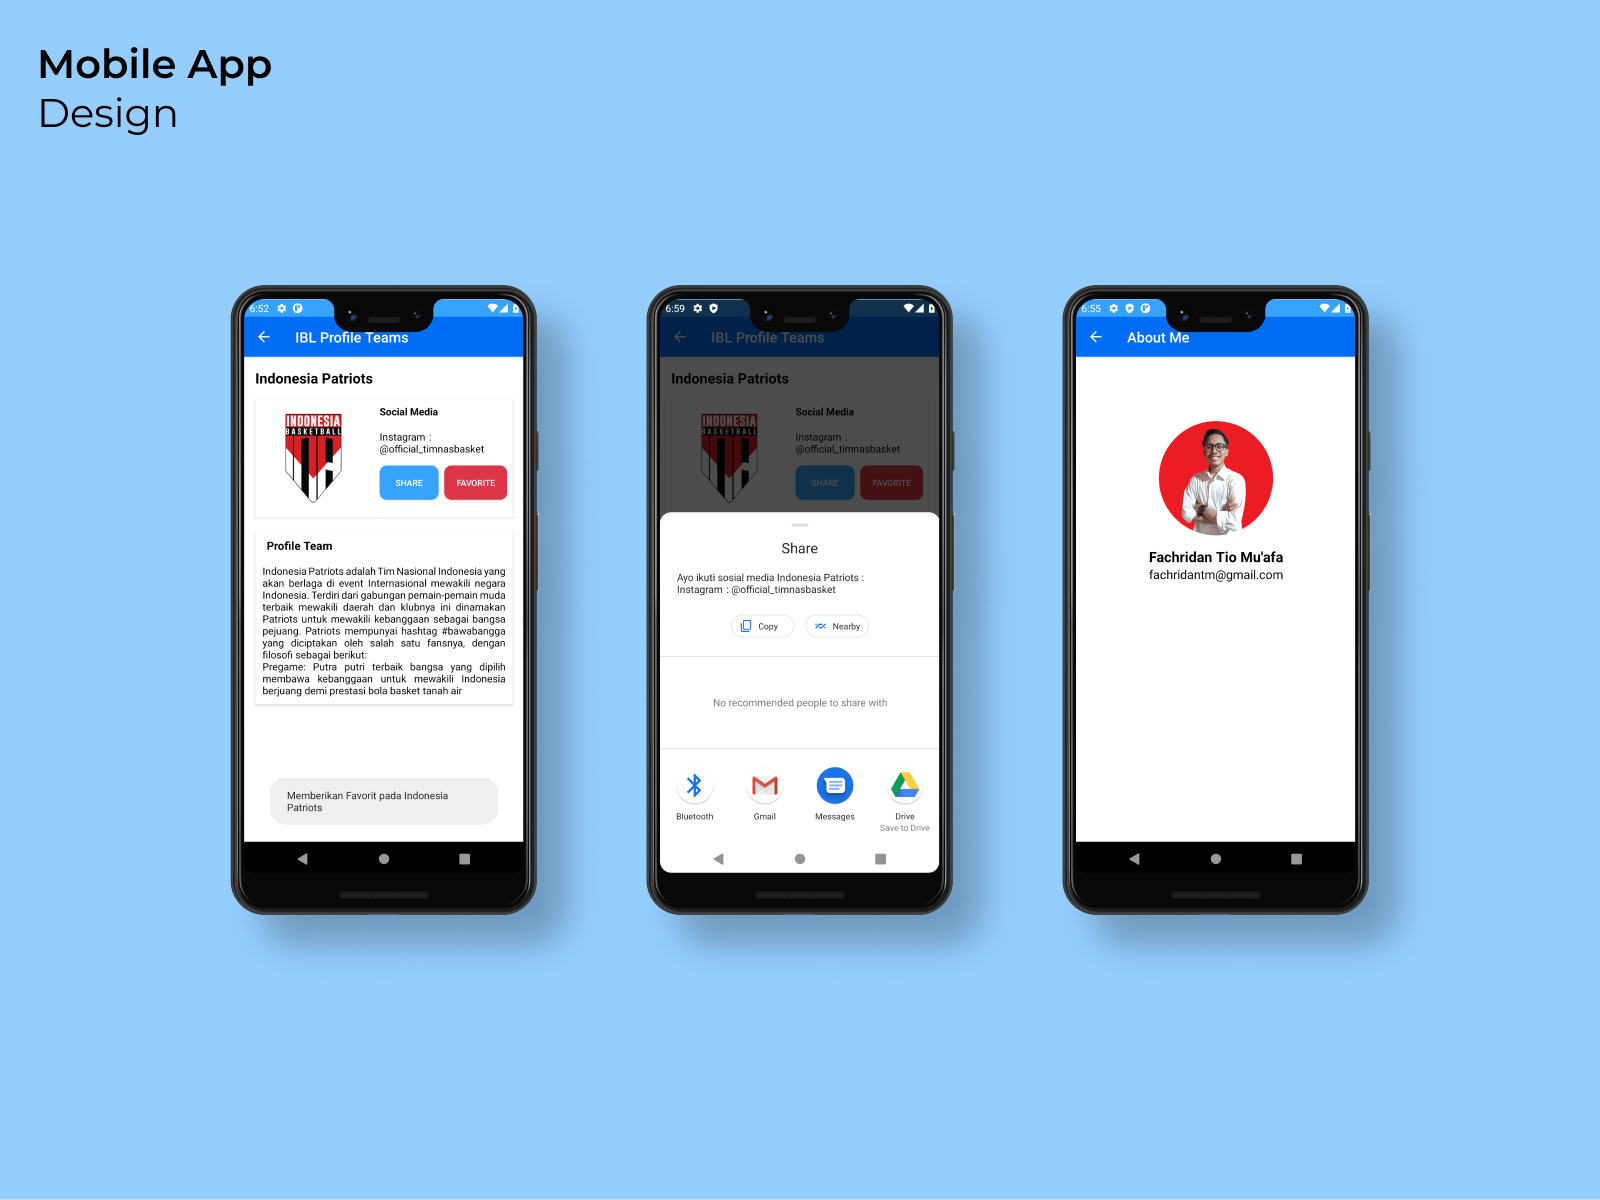 Mobile App
Design
6:52
IBL Profile Teams
Indonesia Patriots
INDONESIA
BASKETBALL
Social Media
Instagram :
@official_timnasbasket
SHARE
FAVORITE
Profile Team
Indonesia Patriots adalah Tim Nasional Indonesia yang
akan berlaga di event Internasional mewakili negara
Indonesia. Terdiri dari gabungan pemain-pemain muda
terbaik mewakili daerah dan klubnya ini dinamakan
Patriots untuk mewakili kebanggaan sebagai bangsa
pejuang. Patriots mempunyai hashtag #bawabangga
yang diciptakan oleh salah satu fansnya, dengan
filosofi sebagai berikut:
Pregame: Putra putri terbaik bangsa yang dipilih
membawa kebanggaan untuk mewakili Indonesia
berjuang demi prestasi bola basket tanah air
Memberikan Favorit pada Indonesia
Patriots
6:59
IBL Profile Teams
Indonesia Patriots
INDONESIA
BASKETBALL
Social Media
Instagram :
@official_timnasbasket
SHARE
FAVORITE
Share
Ayo ikuti sosial media Indonesia Patriots :
Instagram : @official_timnasbasket
Copy
Nearby
No recommended people to share with
Bluetooth
Gmail
Messages
Drive
Save to Drive
6:55
About Me
Fachridan Tio Mu'afa
fachridantm@gmail.com